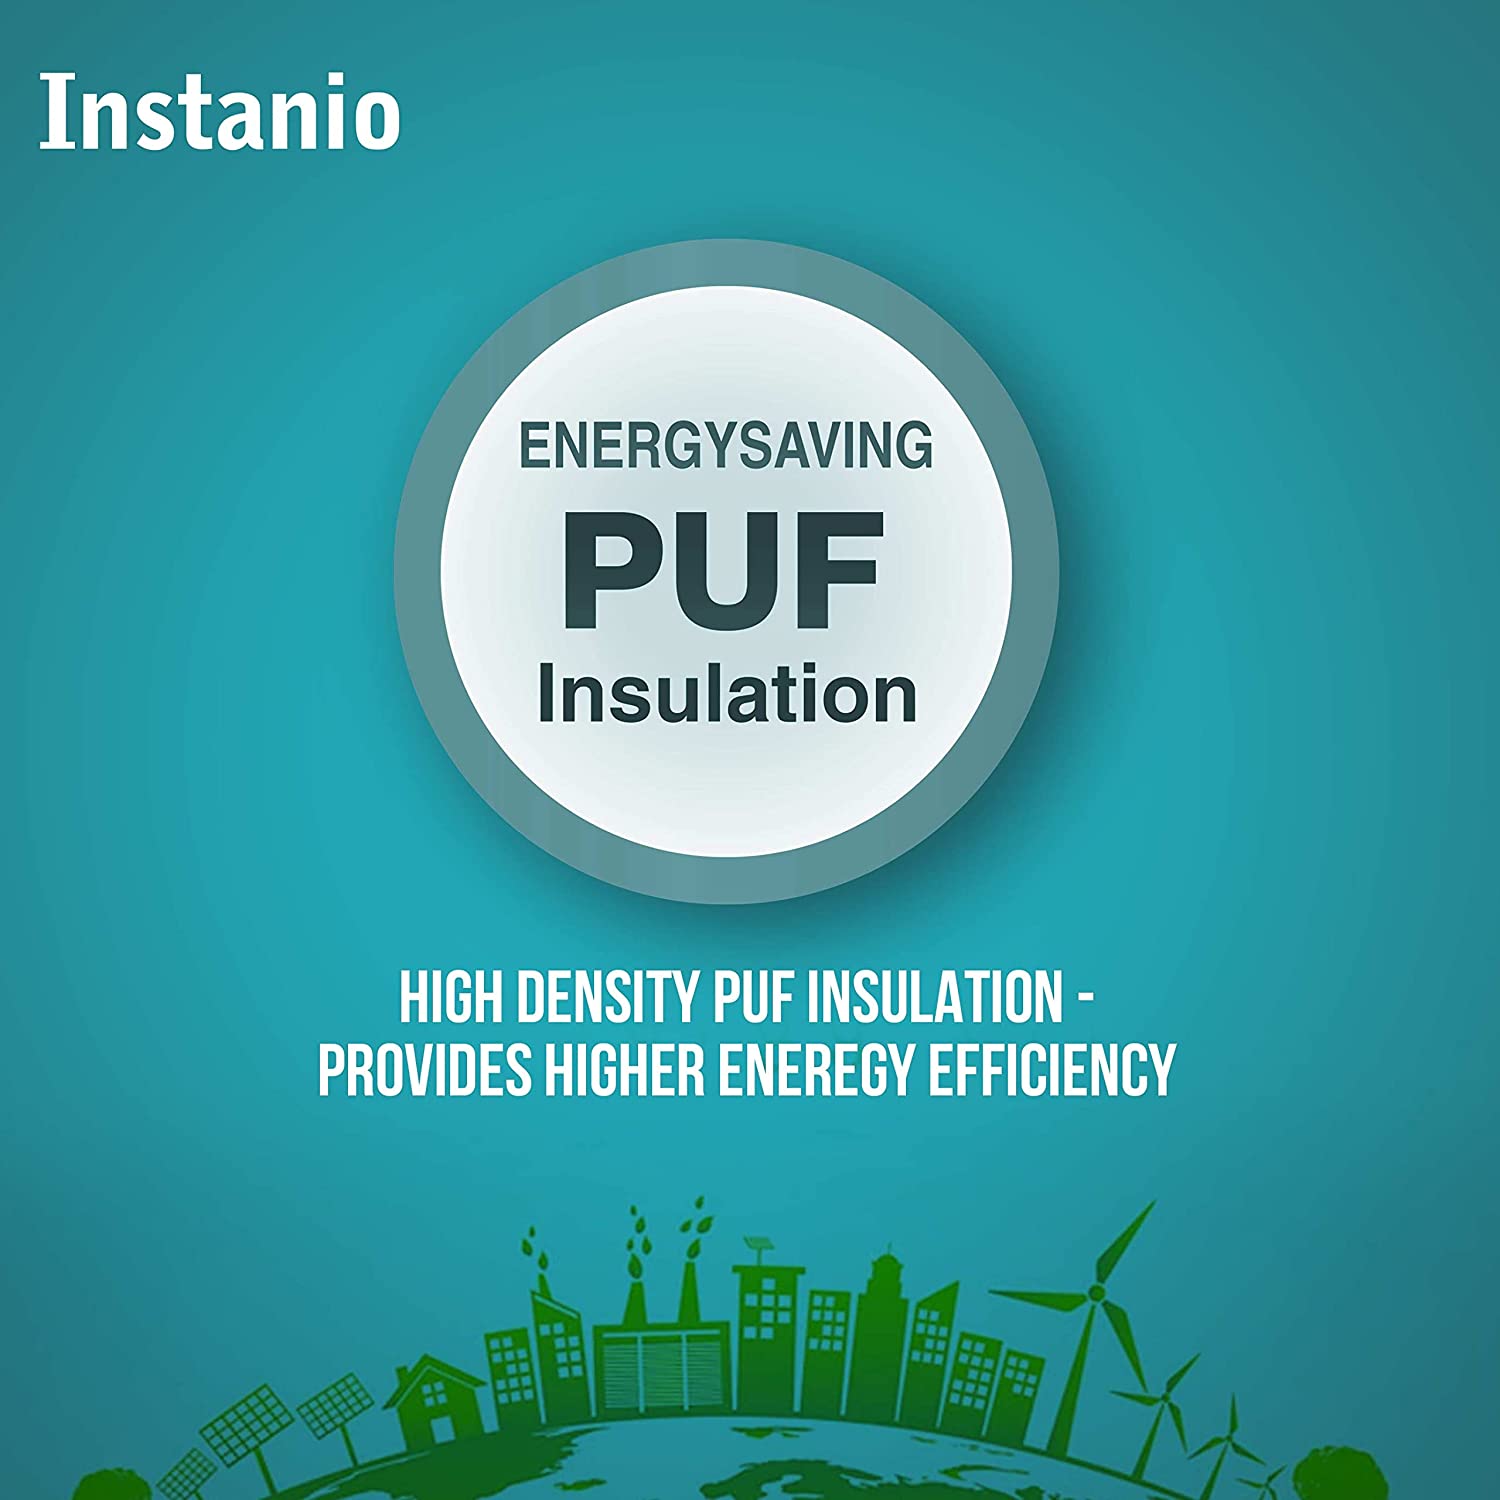 Instanio
ENERGYSAVING
PUF
Insulation
HIGH DENSITY PUF INSULATION -
PROVIDES HIGHER ENEREGY EFFICIENCY